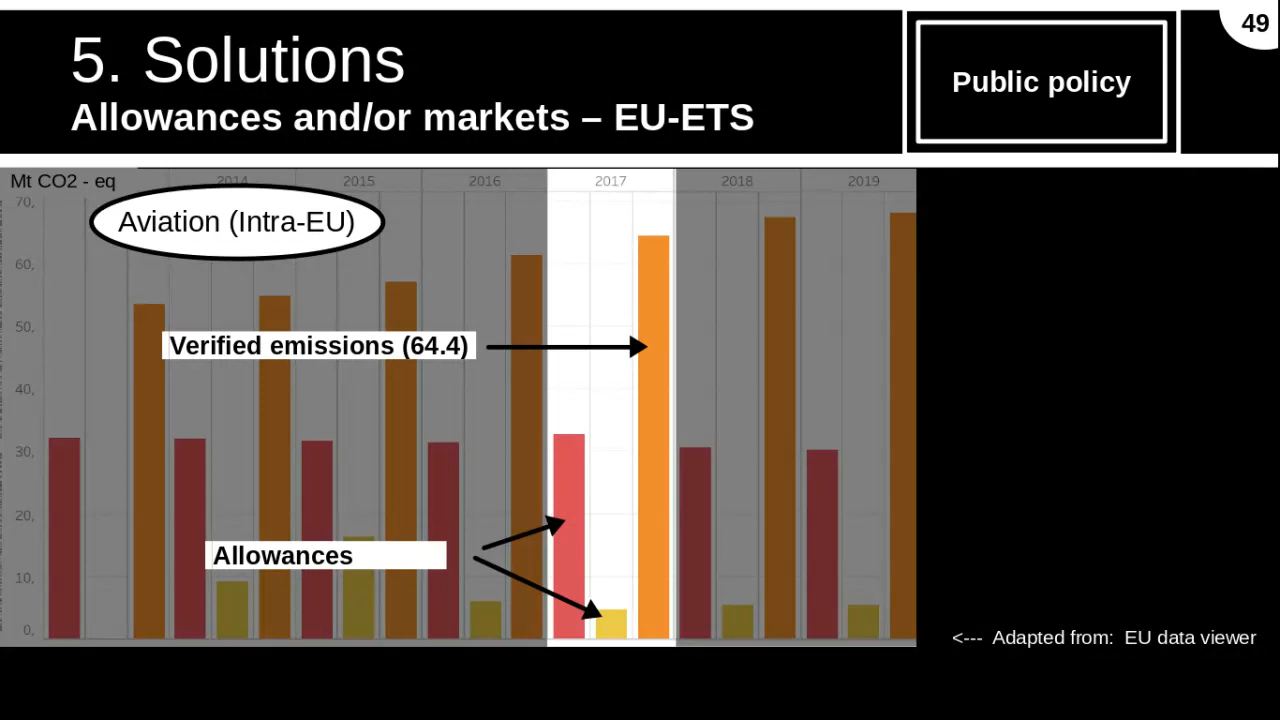 49
5. Solutions
Allowances and/or markets – EU-ETS
Public policy
Mt CO2 - eq
2014
2015
2016
2017
2018
2019
Aviation (Intra-EU)
70,
60,
50,
40,
30,
20,
10,
0,
Verified emissions (64.4)
Allowances
<--- Adapted from: EU data viewer